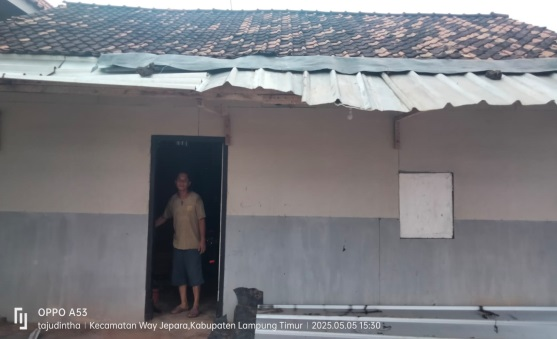 OPPO A53
tajudintha | Kecamatan Way Jepara,Kabupaten Lampung Timur | 2025.05.05 15:30